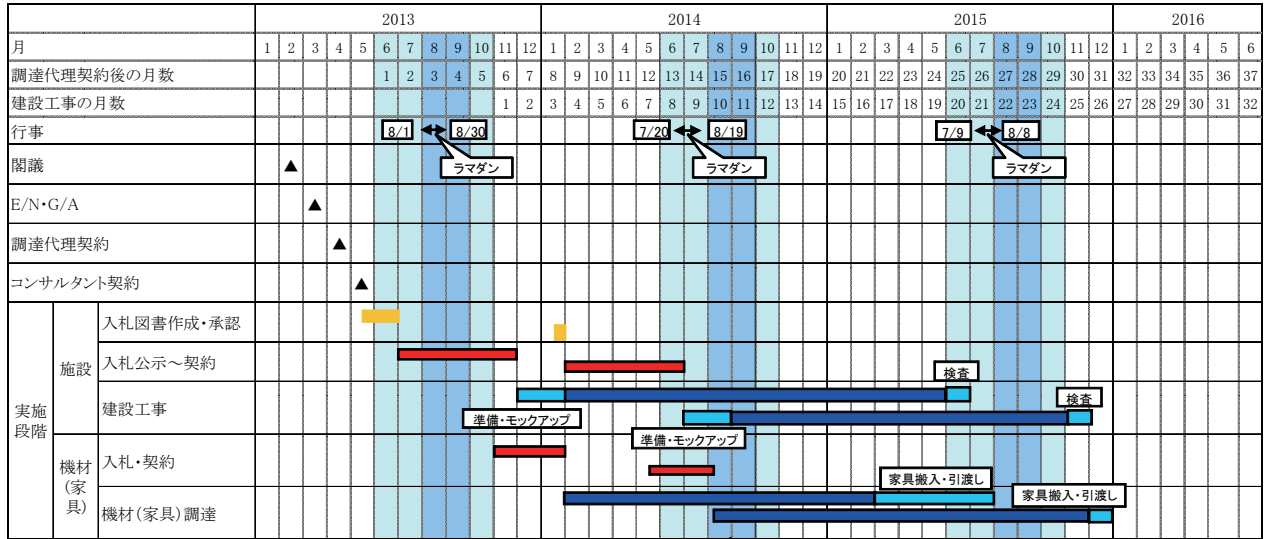 2013 2014 2015 2016
月 1 2 3 4 5 6 7 8 9 10 11 12 1 2 3 4 5 6 7 8 9 10 11 12 1 2 3 4 5 6 7 8 9 10 11 12 1 2 3 4 5 6
調達代理契約後の月数 1 2 3 4 5 6 7 8 9 10 11 12 13 14 15 16 17 18 19 20 21 22 23 24 25 26 27 28 29 30 31 32 33 34 35 36 37
建設工事の月数 1 2 3 4 5 6 7 8 9 10 11 12 13 14 15 16 17 18 19 20 21 22 23 24 25 26 27 28 29 30 31 32
行事 8/1 8/30 7/20 8/19 7/9 8/8
ラマダン ラマダン ラマダン
閣議 ▲
E/N・G/A ▲
調達代理契約 ▲
コンサルタント契約 ▲
実施段階
施設
入札図書作成・承認
入札公示～契約
検査
建設工事
検査
準備・モックアップ
準備・モックアップ
機材(家具)
入札・契約
家具搬入・引渡し
家具搬入・引渡し
機材(家具)調達